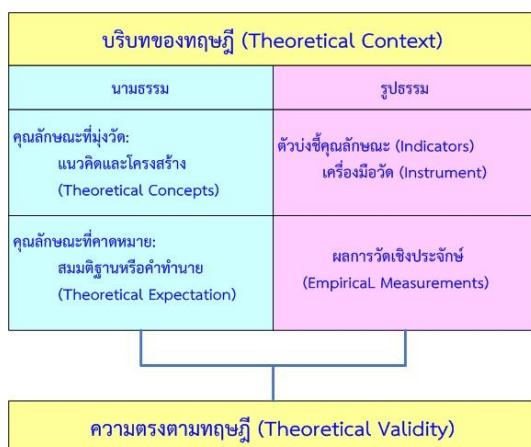 บริบทของทฤษฎี (Theoretical Context)
นามธรรม
รูปธรรม
คุณลักษณะที่มุ่งวัด:
แนวคิดและโครงสร้าง
(Theoretical Concepts)
ตัวบ่งชี้คุณลักษณะ (Indicators)
เครื่องมือวัด (Instrument)
คุณลักษณะที่คาดหมาย:
สมมติฐานหรือคำทำนาย
(Theoretical Expectation)
ผลการวัดเชิงประจักษ์
(EmpiricaL Measurements)
ความตรงตามทฤษฎี (Theoretical Validity)